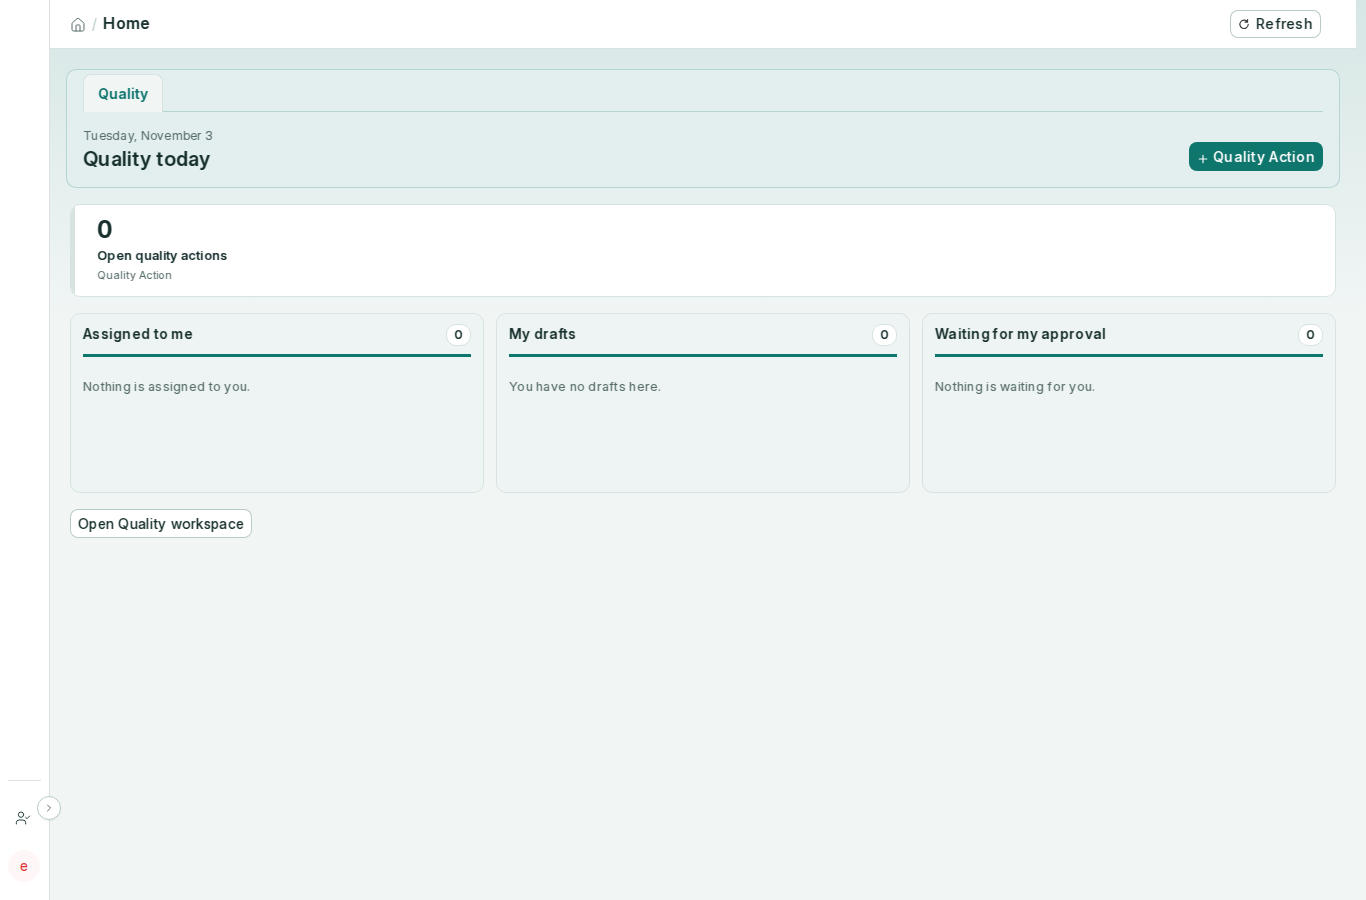 / Home
Refresh
Quality
Tuesday, November 3
Quality today
+ Quality Action
0
Open quality actions
Quality Action
Assigned to me 0
Nothing is assigned to you.
My drafts 0
You have no drafts here.
Waiting for my approval 0
Nothing is waiting for you.
Open Quality workspace
e